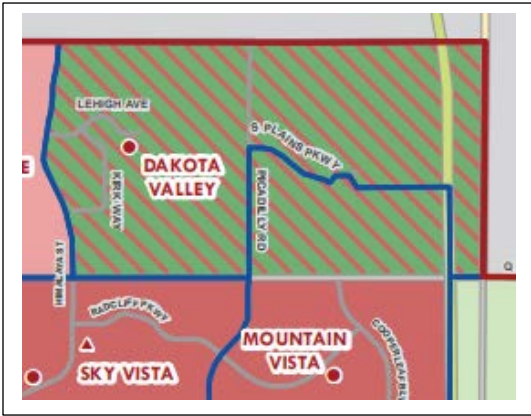 LEHIGH AVE
S PLAINS PKWY
E
DAKOTA
VALLEY
KIRK WAY
PICADILLY RD
HIMALAYA ST
Q
RADCLIFF PKWY
MOUNTAIN
VISTA
COOPERLEAF BLV
SKY VISTA